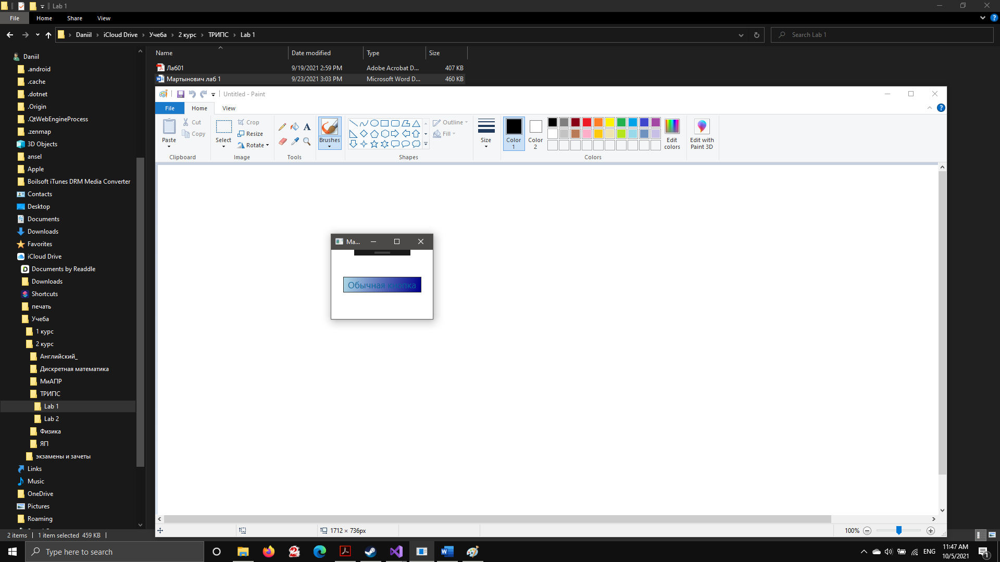 Lab 1
File Home Share View
Daniil iCloud Drive Учеба 2 курс ТРИПС Lab 1
Search Lab 1
Name Date modified Type Size
Лаб01 9/19/2021 2:59 PM Adobe Acrobat D... 407 KB
Мартынович лаб 1 9/23/2021 3:03 PM Microsoft Word D... 460 KB
Daniil
.android
.cache
.dotnet
.Origin
.QtWebEngineProcess
.zenmap
3D Objects
ansel
Apple
Boilsoft iTunes DRM Media Converter
Contacts
Desktop
Documents
Downloads
Favorites
iCloud Drive
Documents by Readdle
Downloads
Shortcuts
печать
Учеба
1 курс
2 курс
Английский_
Дискретная математика
МиАПР
ТРИПС
Lab 1
Lab 2
Физика
ЯП
экзамены и зачеты
Links
Music
OneDrive
Pictures
Roaming
2 items 1 item selected 459 KB
Untitled - Paint
File Home View
Paste
Cut
Copy
Clipboard
Select
Crop
Resize
Rotate
Image
Tools
Brushes
Shapes
Outline
Fill
Size
Color 1
Color 2
Colors
Edit colors
Edit with Paint 3D
Ma...
Обычная кнопка
1712 × 736px
100%
Type here to search
ENG
11:47 AM
10/5/2021
1